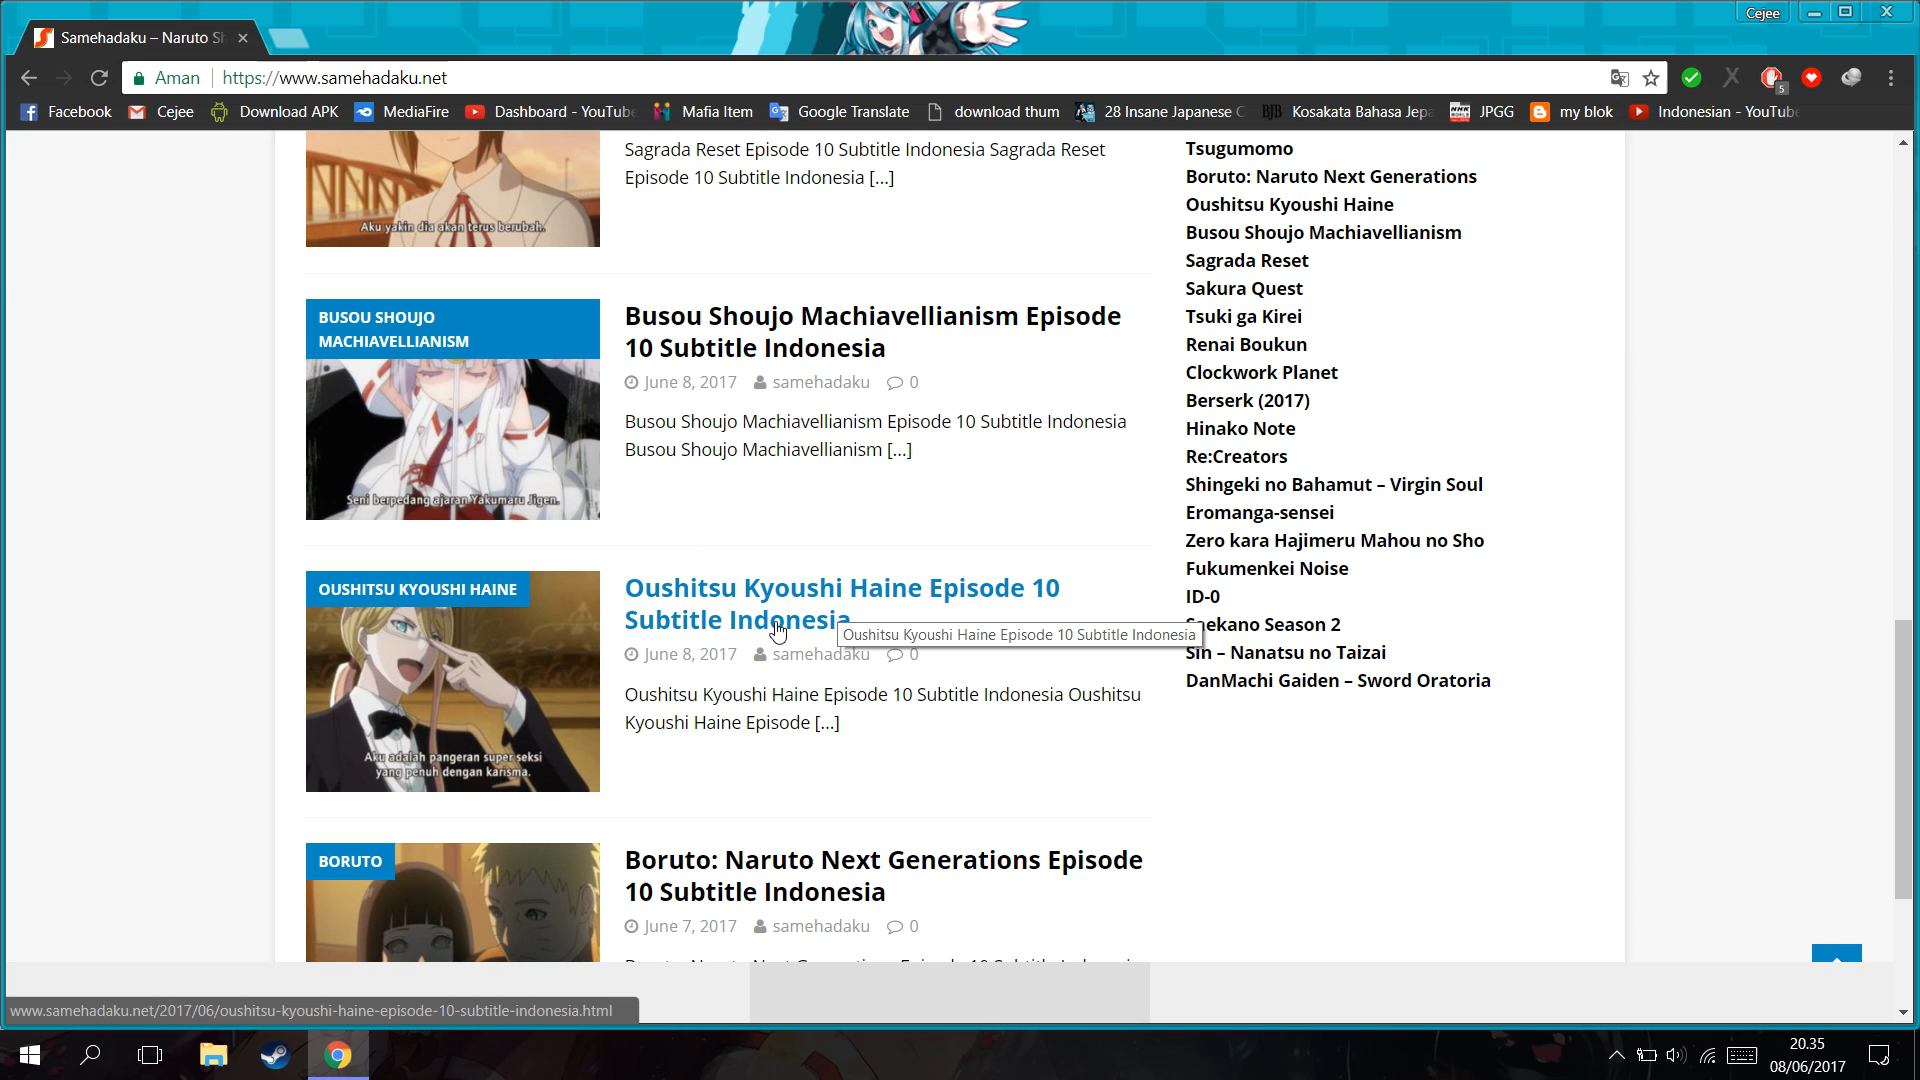 Cejee
Samehadaku – Naruto Sh
Aman
https://www.samehadaku.net
5
Facebook
Cejee
Download APK
MediaFire
Dashboard - YouTube
Mafia Item
Google Translate
download thum
28 Insane Japanese C
BJB
Kosakata Bahasa Jepa
JPGG
my blok
Indonesian - YouTube
Aku yakin dia akan terus berubah.
Sagrada Reset Episode 10 Subtitle Indonesia Sagrada Reset
Episode 10 Subtitle Indonesia [...]
BUSOU SHOUJO
MACHIAVELLIANISM
Seni berpedang ajaran Yakumaru Jigen.
Busou Shoujo Machiavellianism Episode
10 Subtitle Indonesia
June 8, 2017 samehadaku 0
Busou Shoujo Machiavellianism Episode 10 Subtitle Indonesia
Busou Shoujo Machiavellianism [...]
OUSHITSU KYOUSHI HAINE
Aku adalah pangeran super seksi
yang penuh dengan karisma.
Oushitsu Kyoushi Haine Episode 10
Subtitle Indonesia
Oushitsu Kyoushi Haine Episode 10 Subtitle Indonesia
June 8, 2017 samehadaku 0
Oushitsu Kyoushi Haine Episode 10 Subtitle Indonesia Oushitsu
Kyoushi Haine Episode [...]
BORUTO
Boruto: Naruto Next Generations Episode
10 Subtitle Indonesia
June 7, 2017 samehadaku 0
Tsugumomo
Boruto: Naruto Next Generations
Oushitsu Kyoushi Haine
Busou Shoujo Machiavellianism
Sagrada Reset
Sakura Quest
Tsuki ga Kirei
Renai Boukun
Clockwork Planet
Berserk (2017)
Hinako Note
Re:Creators
Shingeki no Bahamut – Virgin Soul
Eromanga-sensei
Zero kara Hajimeru Mahou no Sho
Fukumenkei Noise
ID-0
Saekano Season 2
Sin – Nanatsu no Taizai
DanMachi Gaiden – Sword Oratoria
www.samehadaku.net/2017/06/oushitsu-kyoushi-haine-episode-10-subtitle-indonesia.html
20.35
08/06/2017